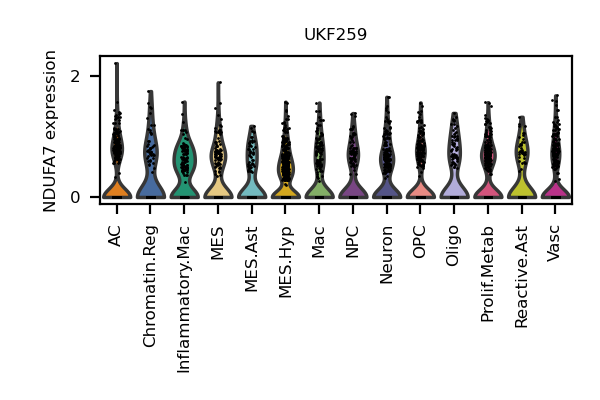 UKF259
NDUFA7 expression
2
0
AC
Chromatin.Reg
Inflammatory.Mac
MES
MES.Ast
MES.Hyp
Mac
NPC
Neuron
OPC
Oligo
Prolif.Metab
Reactive.Ast
Vasc